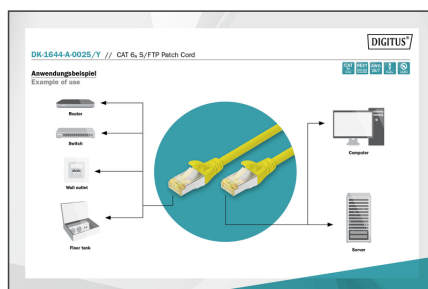 DIGITUS®
DK-1644-A-0025/Y // CAT 6A S/FTP Patch Cord
Anwendungsbeispiel
Example of use
CAT
Router
Switch
Wall outlet
Floor tank
Computer
Server